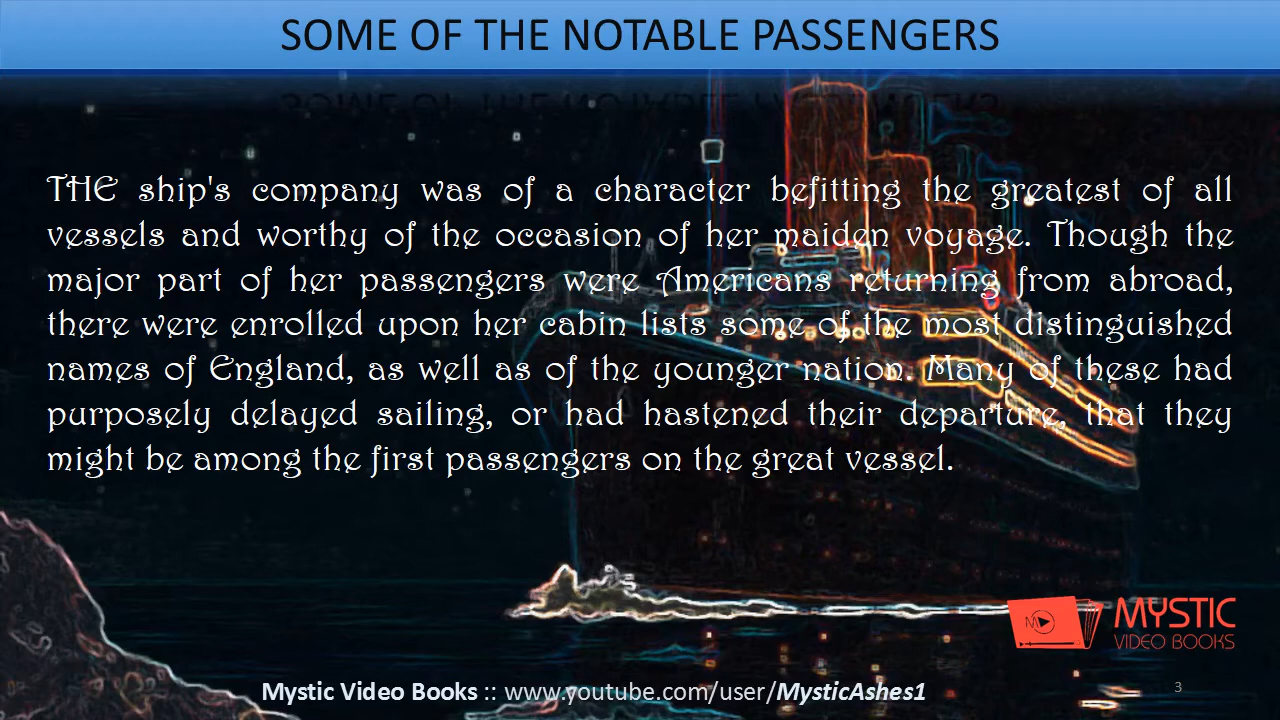 SOME OF THE NOTABLE PASSENGERS
THE ship's company was of a character befitting the greatest of all
vessels and worthy of the occasion of her maiden voyage. Though the
major part of her passengers were Americans returning from abroad,
there were enrolled upon her cabin lists some of the most distinguished
names of England, as well as of the younger nation. Many of these had
purposely delayed sailing, or had hastened their departure, that they
might be among the first passengers on the great vessel.
MYSTIC
VIDEO BOOKS
Mystic Video Books :: www.youtube.com/user/MysticAshes1
3